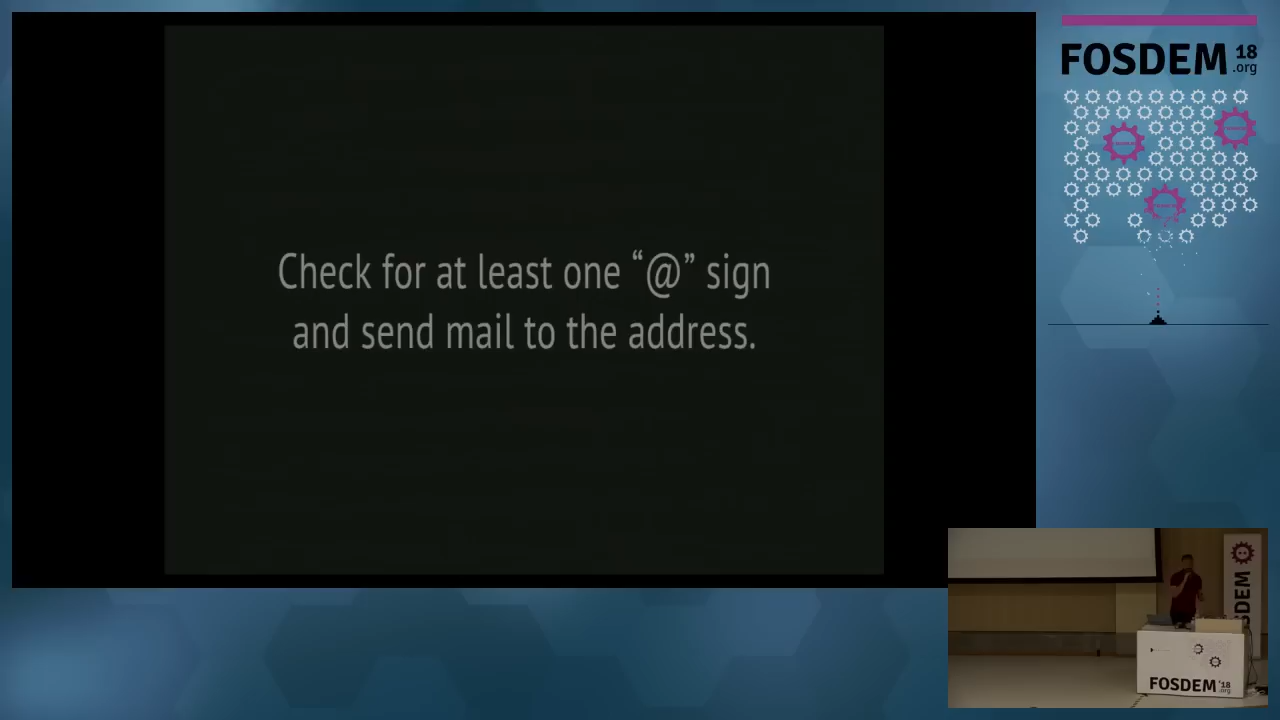 Check for at least one “@” sign
and send mail to the address.
FOSDEM 18
.org
FOSDEM
FOSDEM '18
.org